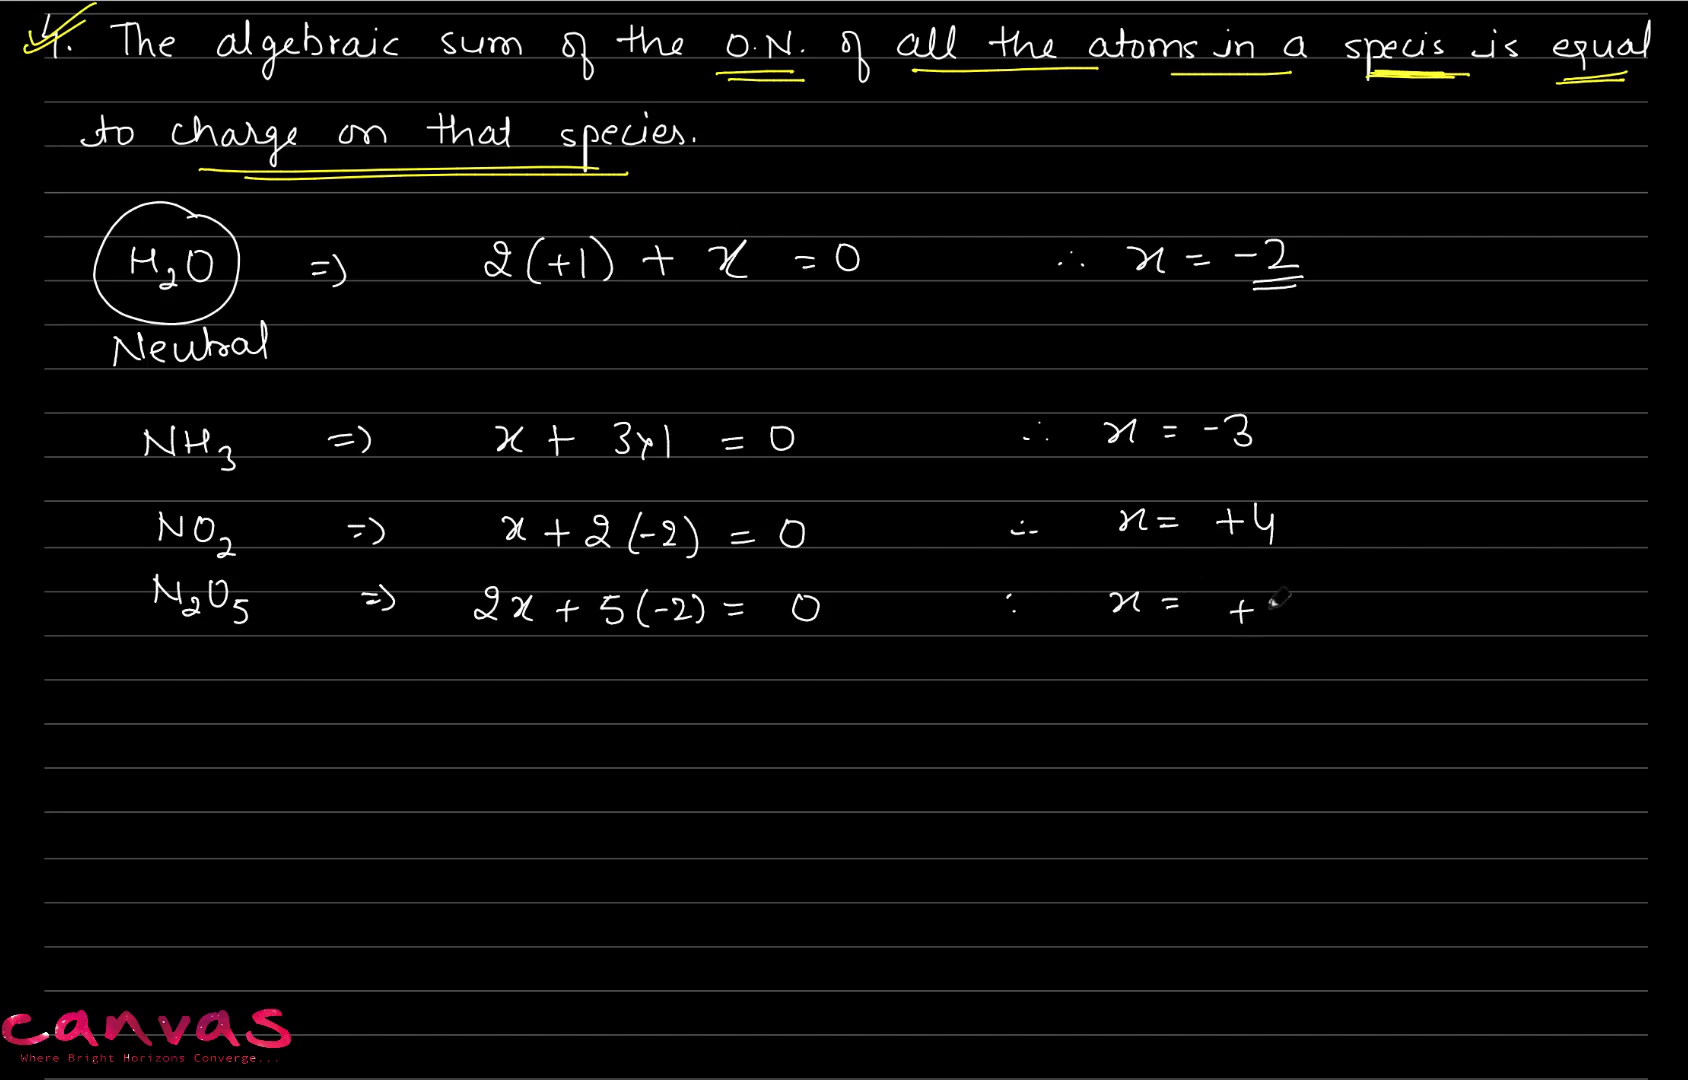 4. The algebraic sum of the O.N. of all the atoms in a specis is equal
to charge on that species.
H₂O => 2(+1) + x = 0 ∴ x = -2
Neutral
NH₃ => x + 3x1 = 0 ∴ x = -3
NO₂ => x + 2(-2) = 0 ∴ x = +4
N₂O₅ => 2x + 5(-2) = 0 : x = +
canvas
Where Bright Horizons Converge...